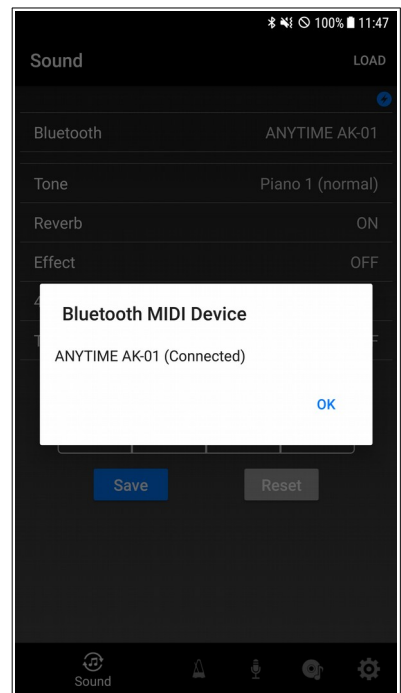 100% 11:47
Sound LOAD
Bluetooth ANYTIME AK-01
Tone Piano 1 (normal)
Reverb ON
Effect OFF
Bluetooth MIDI Device
ANYTIME AK-01 (Connected)
OK
Save Reset
Sound